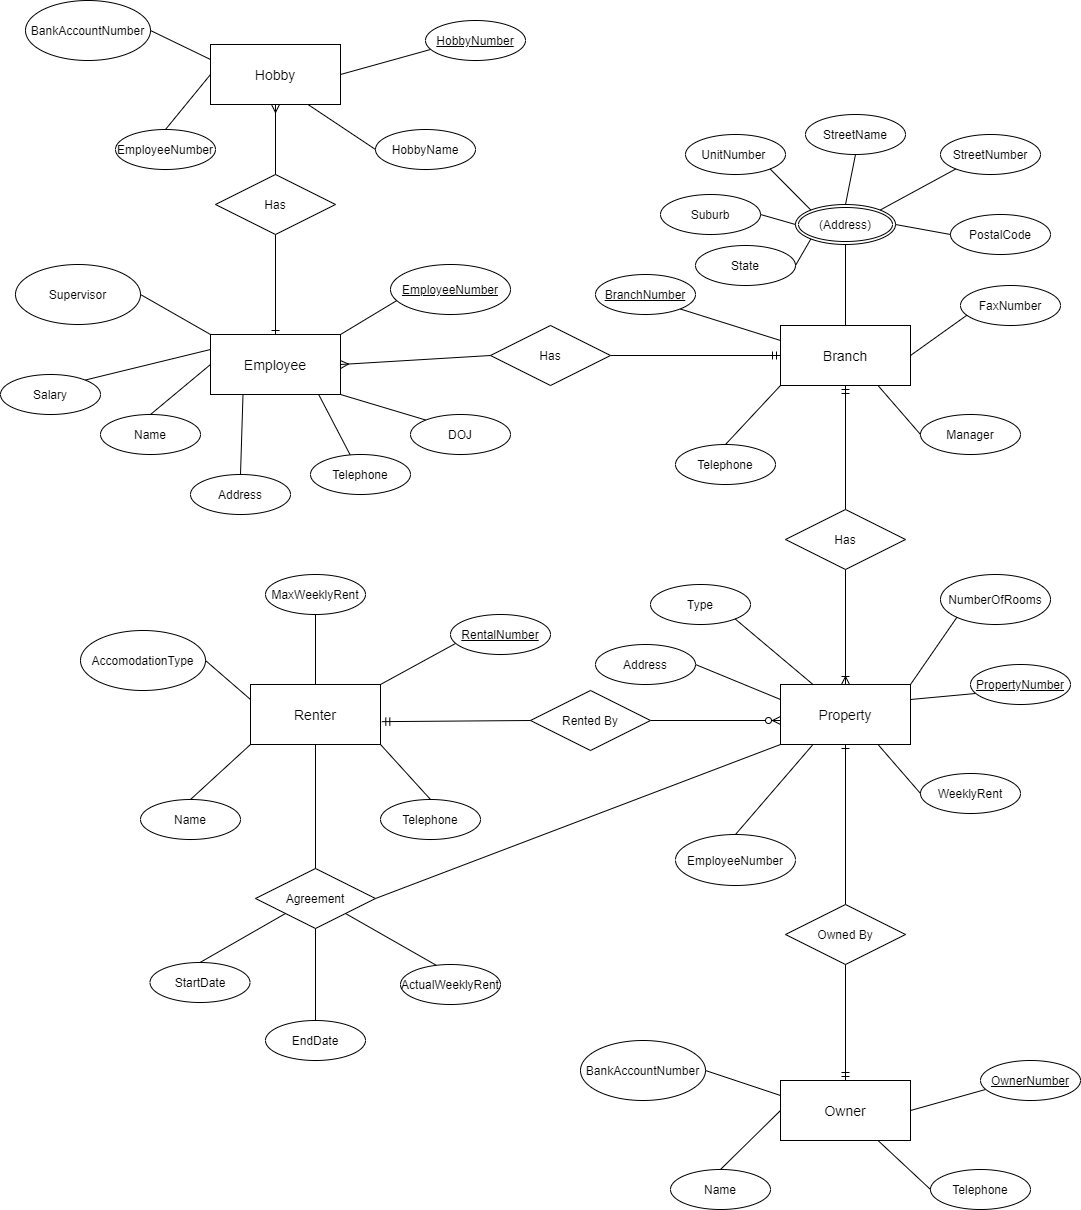 BankAccountNumber
HobbyNumber
Hobby
EmployeeNumber
HobbyName
Has
StreetName
UnitNumber
StreetNumber
Suburb
(Address)
PostalCode
State
Supervisor
EmployeeNumber
BranchNumber
FaxNumber
Employee
Has
Branch
Salary
Name
DOJ
Manager
Telephone
Telephone
Address
Has
MaxWeeklyRent
Type
NumberOfRooms
RentalNumber
AccomodationType
Address
PropertyNumber
Renter
Rented By
Property
Name
Telephone
WeeklyRent
EmployeeNumber
Agreement
Owned By
StartDate
ActualWeeklyRent
EndDate
BankAccountNumber
OwnerNumber
Owner
Name
Telephone